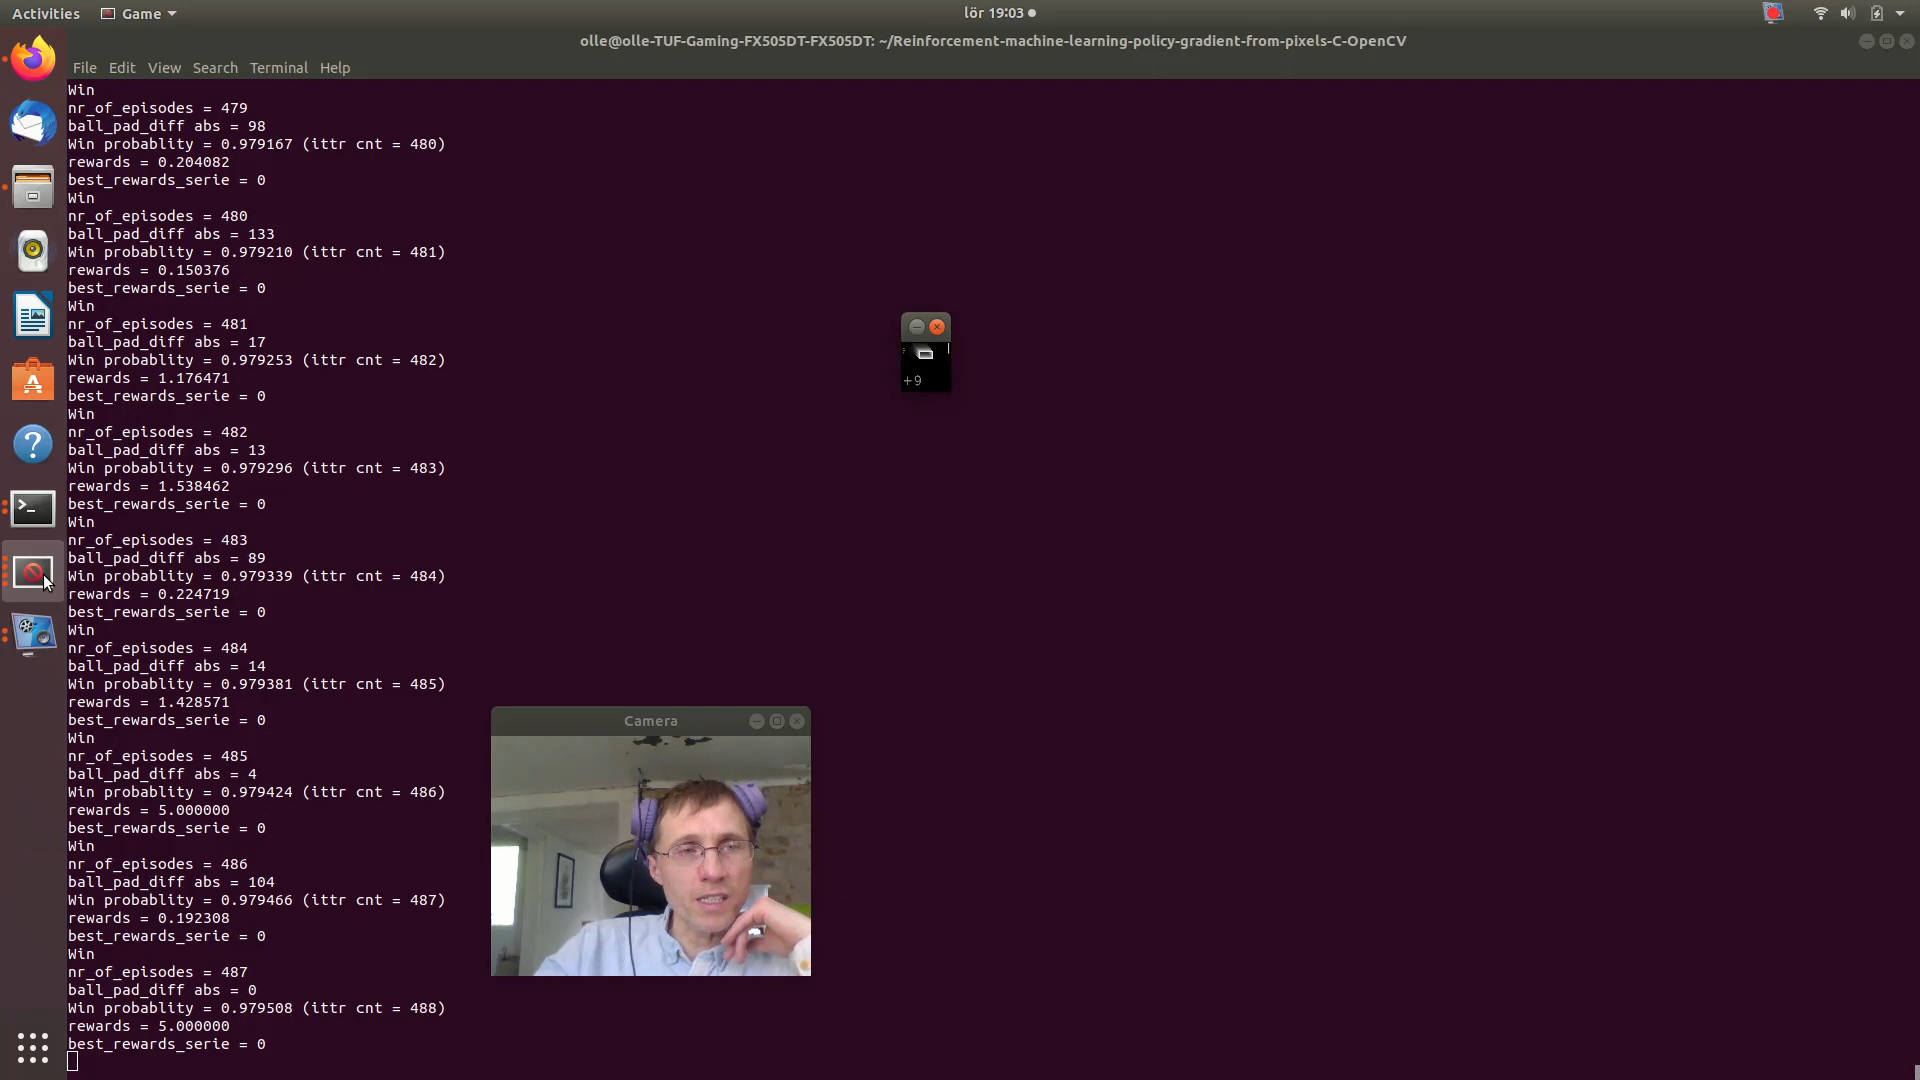 Activities
Game
lör 19:03
olle@olle-TUF-Gaming-FX505DT-FX505DT: ~/Reinforcement-machine-learning-policy-gradient-from-pixels-C-OpenCV
File Edit View Search Terminal Help
Win
nr_of_episodes = 479
ball_pad_diff abs = 98
Win probablity = 0.979167 (ittr cnt = 480)
rewards = 0.204082
best_rewards_serie = 0
Win
nr_of_episodes = 480
ball_pad_diff abs = 133
Win probablity = 0.979210 (ittr cnt = 481)
rewards = 0.150376
best_rewards_serie = 0
Win
nr_of_episodes = 481
ball_pad_diff abs = 17
Win probablity = 0.979253 (ittr cnt = 482)
rewards = 1.176471
best_rewards_serie = 0
Win
nr_of_episodes = 482
ball_pad_diff abs = 13
Win probablity = 0.979296 (ittr cnt = 483)
rewards = 1.538462
best_rewards_serie = 0
Win
nr_of_episodes = 483
ball_pad_diff abs = 89
Win probablity = 0.979339 (ittr cnt = 484)
rewards = 0.224719
best_rewards_serie = 0
Win
nr_of_episodes = 484
ball_pad_diff abs = 14
Win probablity = 0.979381 (ittr cnt = 485)
rewards = 1.428571
best_rewards_serie = 0
Win
nr_of_episodes = 485
ball_pad_diff abs = 4
Win probablity = 0.979424 (ittr cnt = 486)
rewards = 5.000000
best_rewards_serie = 0
Win
nr_of_episodes = 486
ball_pad_diff abs = 104
Win probablity = 0.979466 (ittr cnt = 487)
rewards = 0.192308
best_rewards_serie = 0
Win
nr_of_episodes = 487
ball_pad_diff abs = 0
Win probablity = 0.979508 (ittr cnt = 488)
rewards = 5.000000
best_rewards_serie = 0
+9
Camera